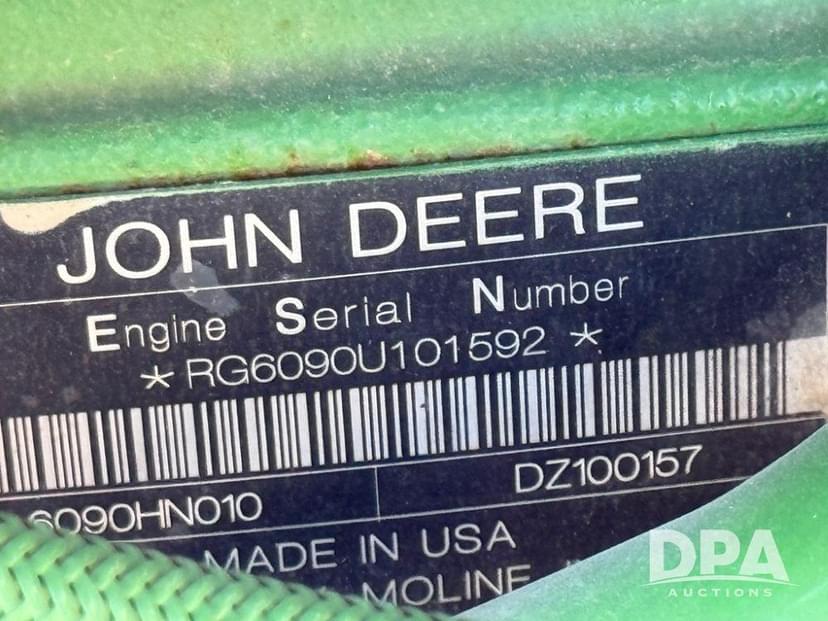 JOHN DEERE
Engine Serial Number
*RG6090U101592*
6090HN010 DZ100157
MADE IN USA
MOLINE
DPA
AUCTIONS